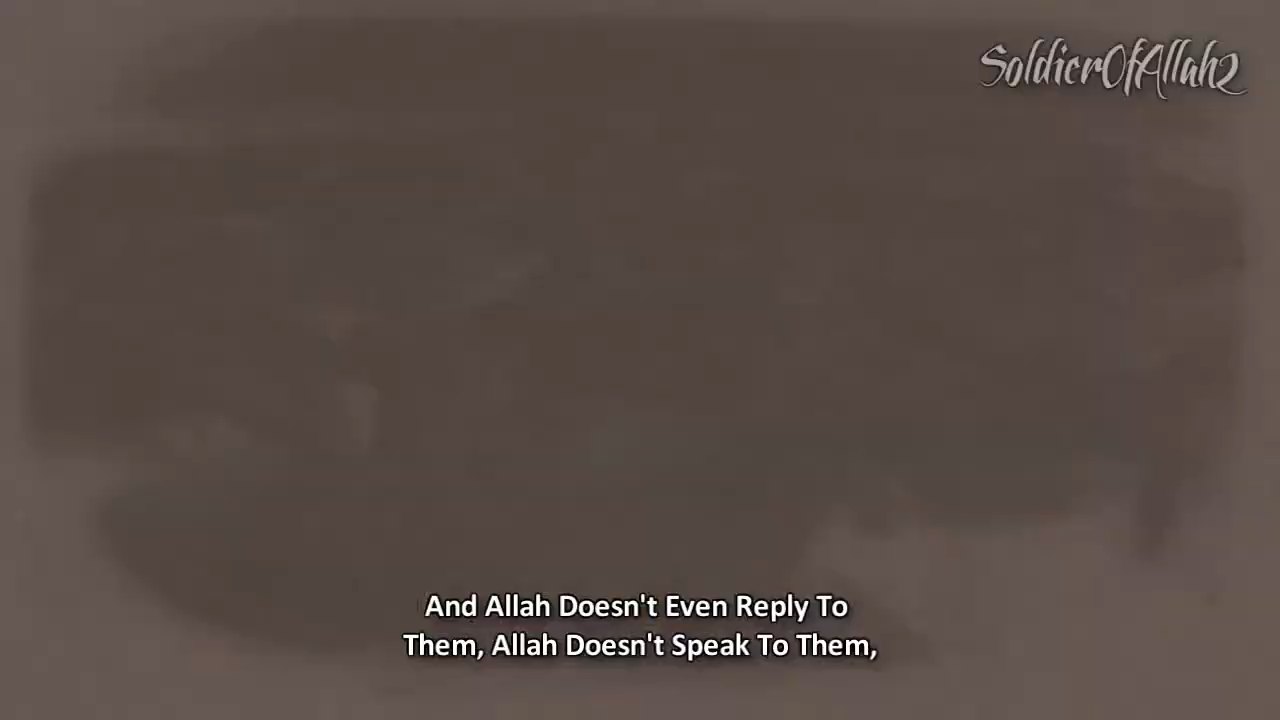 SoldierOfAllah2
And Allah Doesn't Even Reply To
Them, Allah Doesn't Speak To Them,